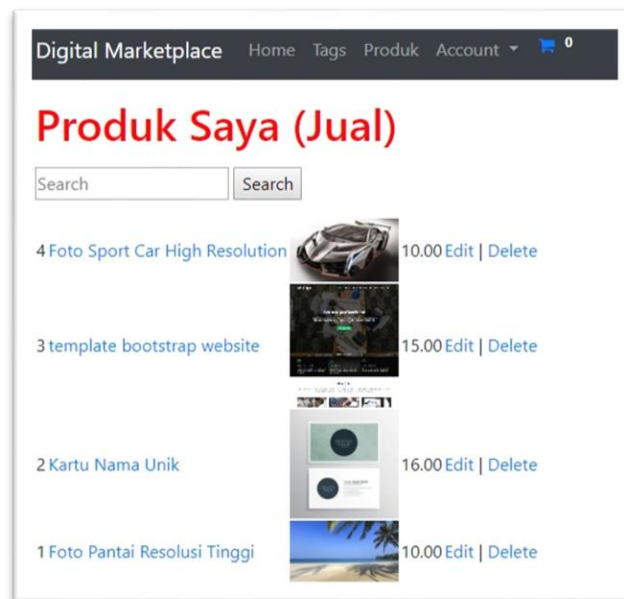 Digital Marketplace Home Tags Produk Account 0
Produk Saya (Jual)
Search Search
4 Foto Sport Car High Resolution 10.00 Edit | Delete
3 template bootstrap website 15.00 Edit | Delete
2 Kartu Nama Unik 16.00 Edit | Delete
1 Foto Pantai Resolusi Tinggi 10.00 Edit | Delete